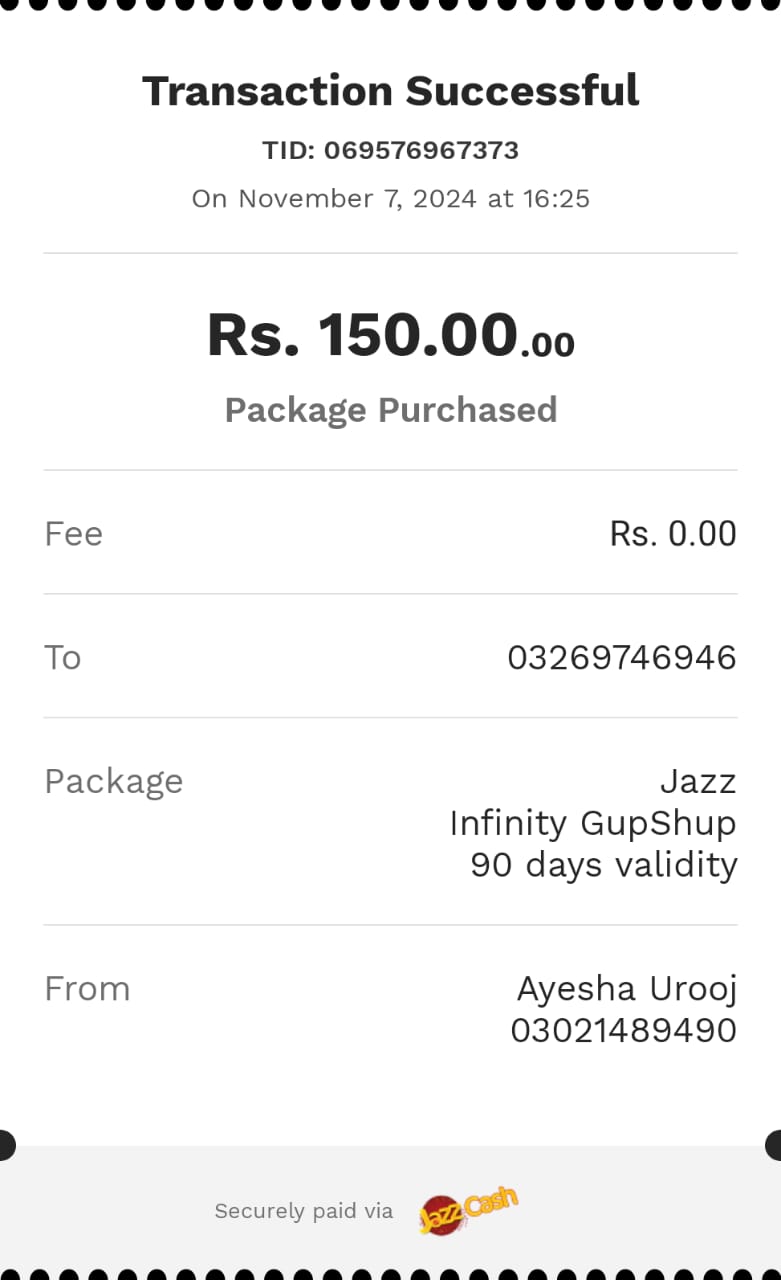 Transaction Successful
TID: 069576967373
On November 7, 2024 at 16:25
Rs. 150.00.00
Package Purchased
Fee Rs. 0.00
To 03269746946
Package Jazz
Infinity GupShup
90 days validity
From Ayesha Urooj
03021489490
Securely paid via JazzCash